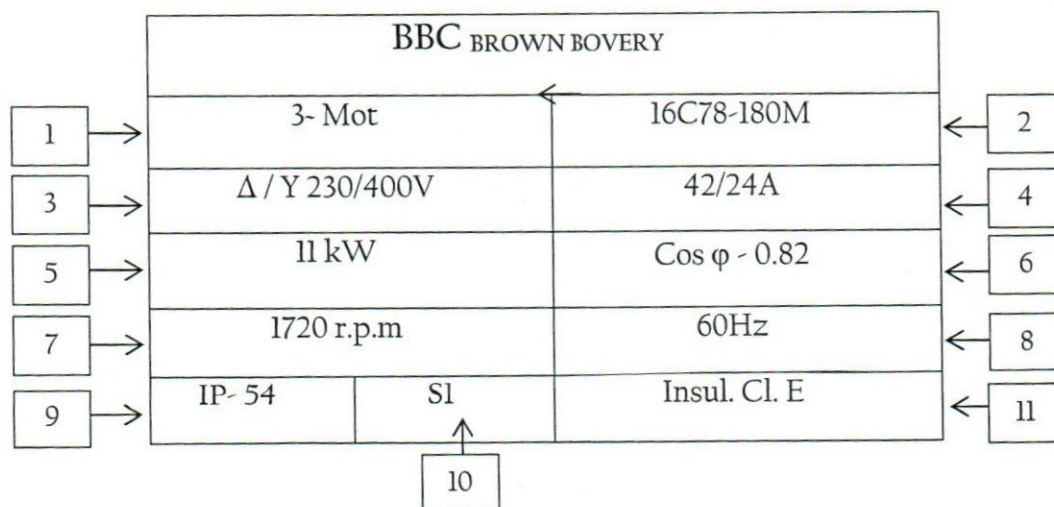 BBC BROWN BOVERY
1 3- Mot 16C78-180M 2
3 Δ / Y 230/400V 42/24A 4
5 11 kW Cos φ - 0.82 6
7 1720 r.p.m 60Hz 8
9 IP- 54 S1 Insul. Cl. E 11
10